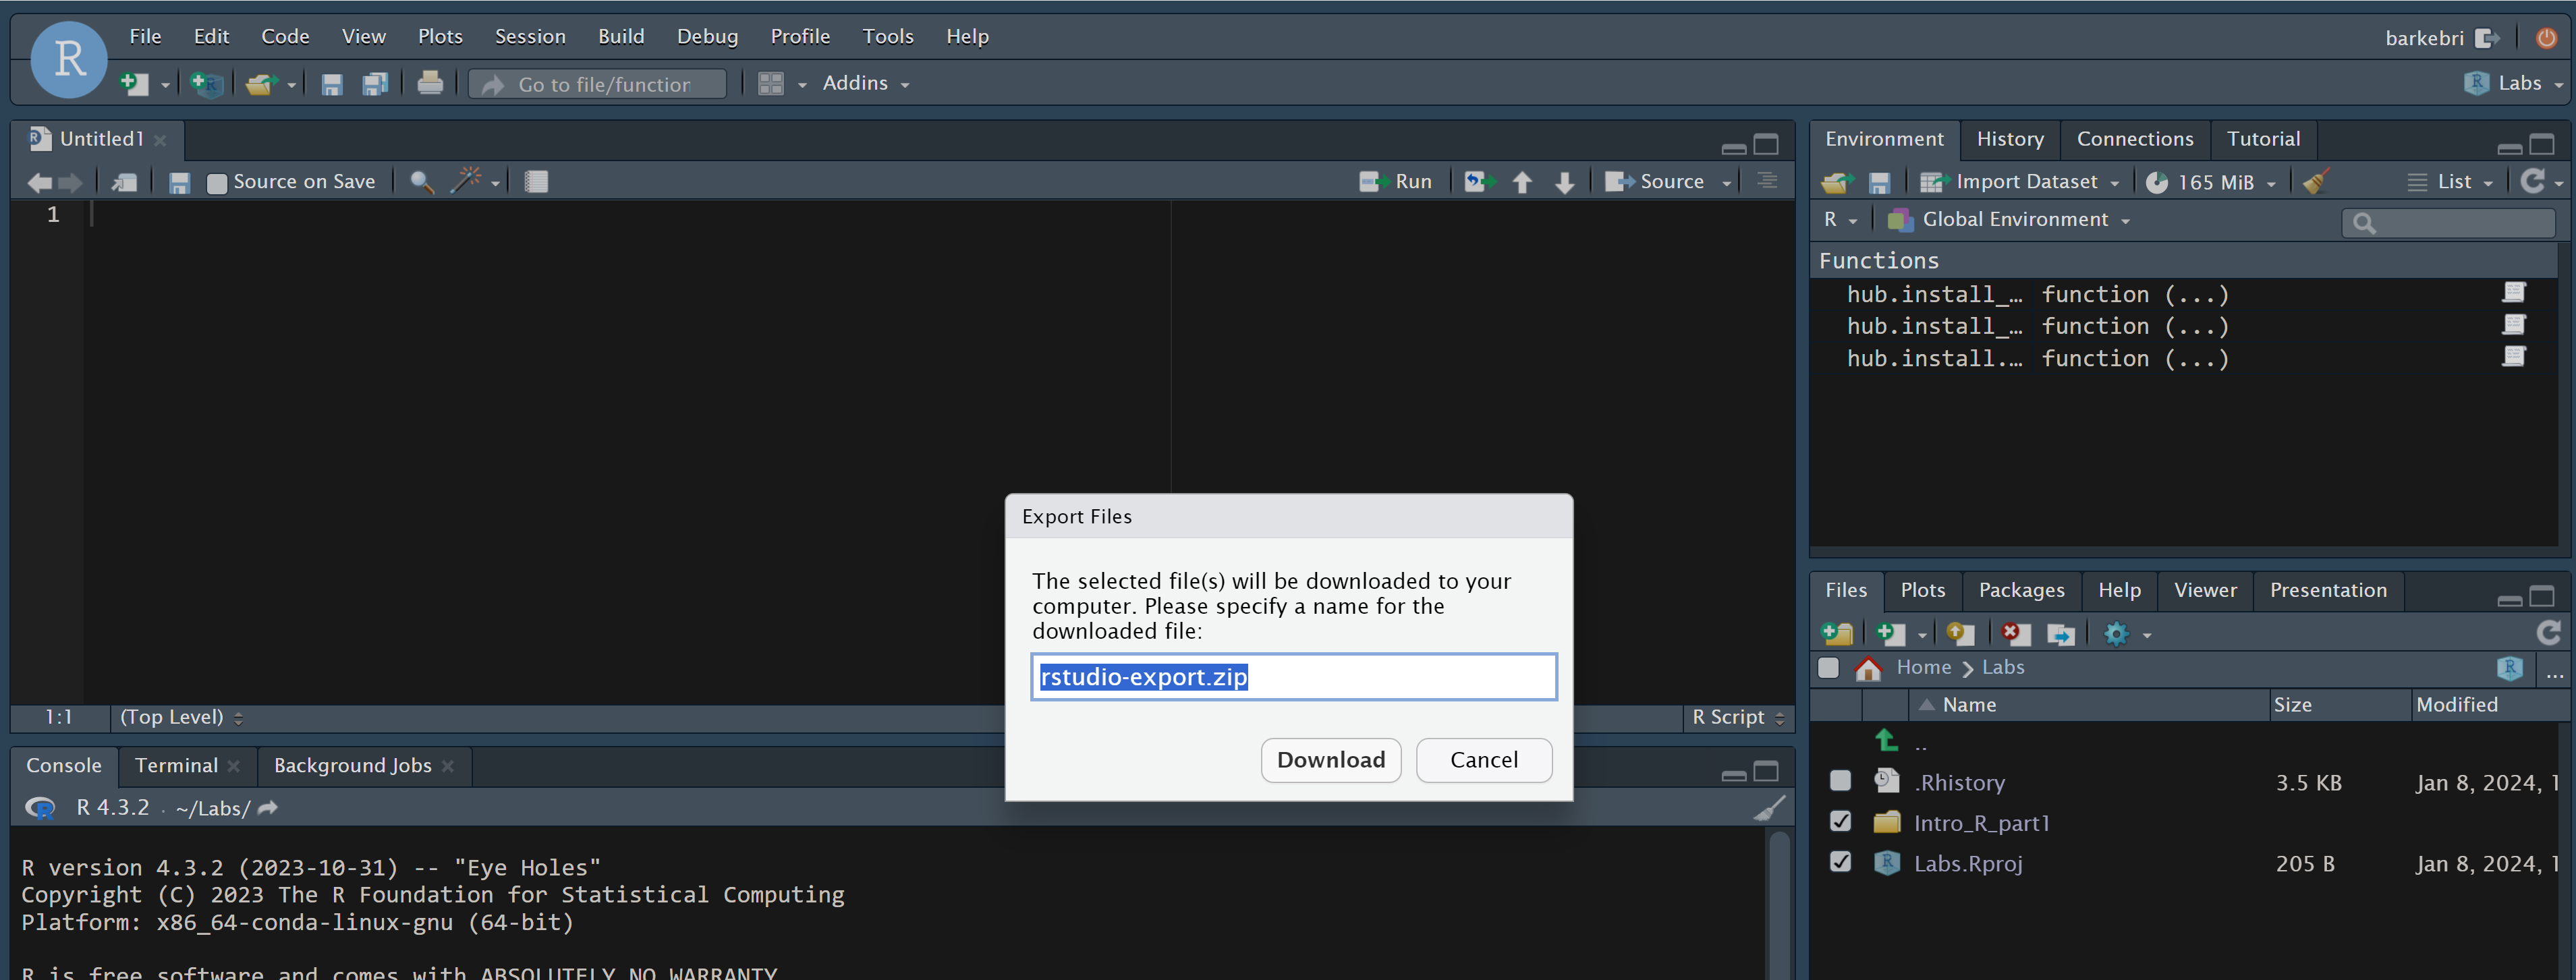 R File Edit Code View Plots Session Build Debug Profile Tools Help barkebri
Go to file/function Addins R Labs
R Untitled1
Source on Save Run Source
1
1:1 (Top Level) R Script
Environment History Connections Tutorial
Import Dataset 165 MiB List
R Global Environment
Functions
hub.install_… function (...)
hub.install_… function (...)
hub.install.… function (...)
Export Files
The selected file(s) will be downloaded to your
computer. Please specify a name for the
downloaded file:
rstudio-export.zip
Download Cancel
Files Plots Packages Help Viewer Presentation
Home Labs R ...
Name Size Modified
..
.Rhistory 3.5 KB Jan 8, 2024, 1
Intro_R_part1
R Labs.Rproj 205 B Jan 8, 2024, 1
Console Terminal Background Jobs
R R 4.3.2 · ~/Labs/
R version 4.3.2 (2023-10-31) -- "Eye Holes"
Copyright (C) 2023 The R Foundation for Statistical Computing
Platform: x86_64-conda-linux-gnu (64-bit)
R is free software and comes with ABSOLUTELY NO WARRANTY